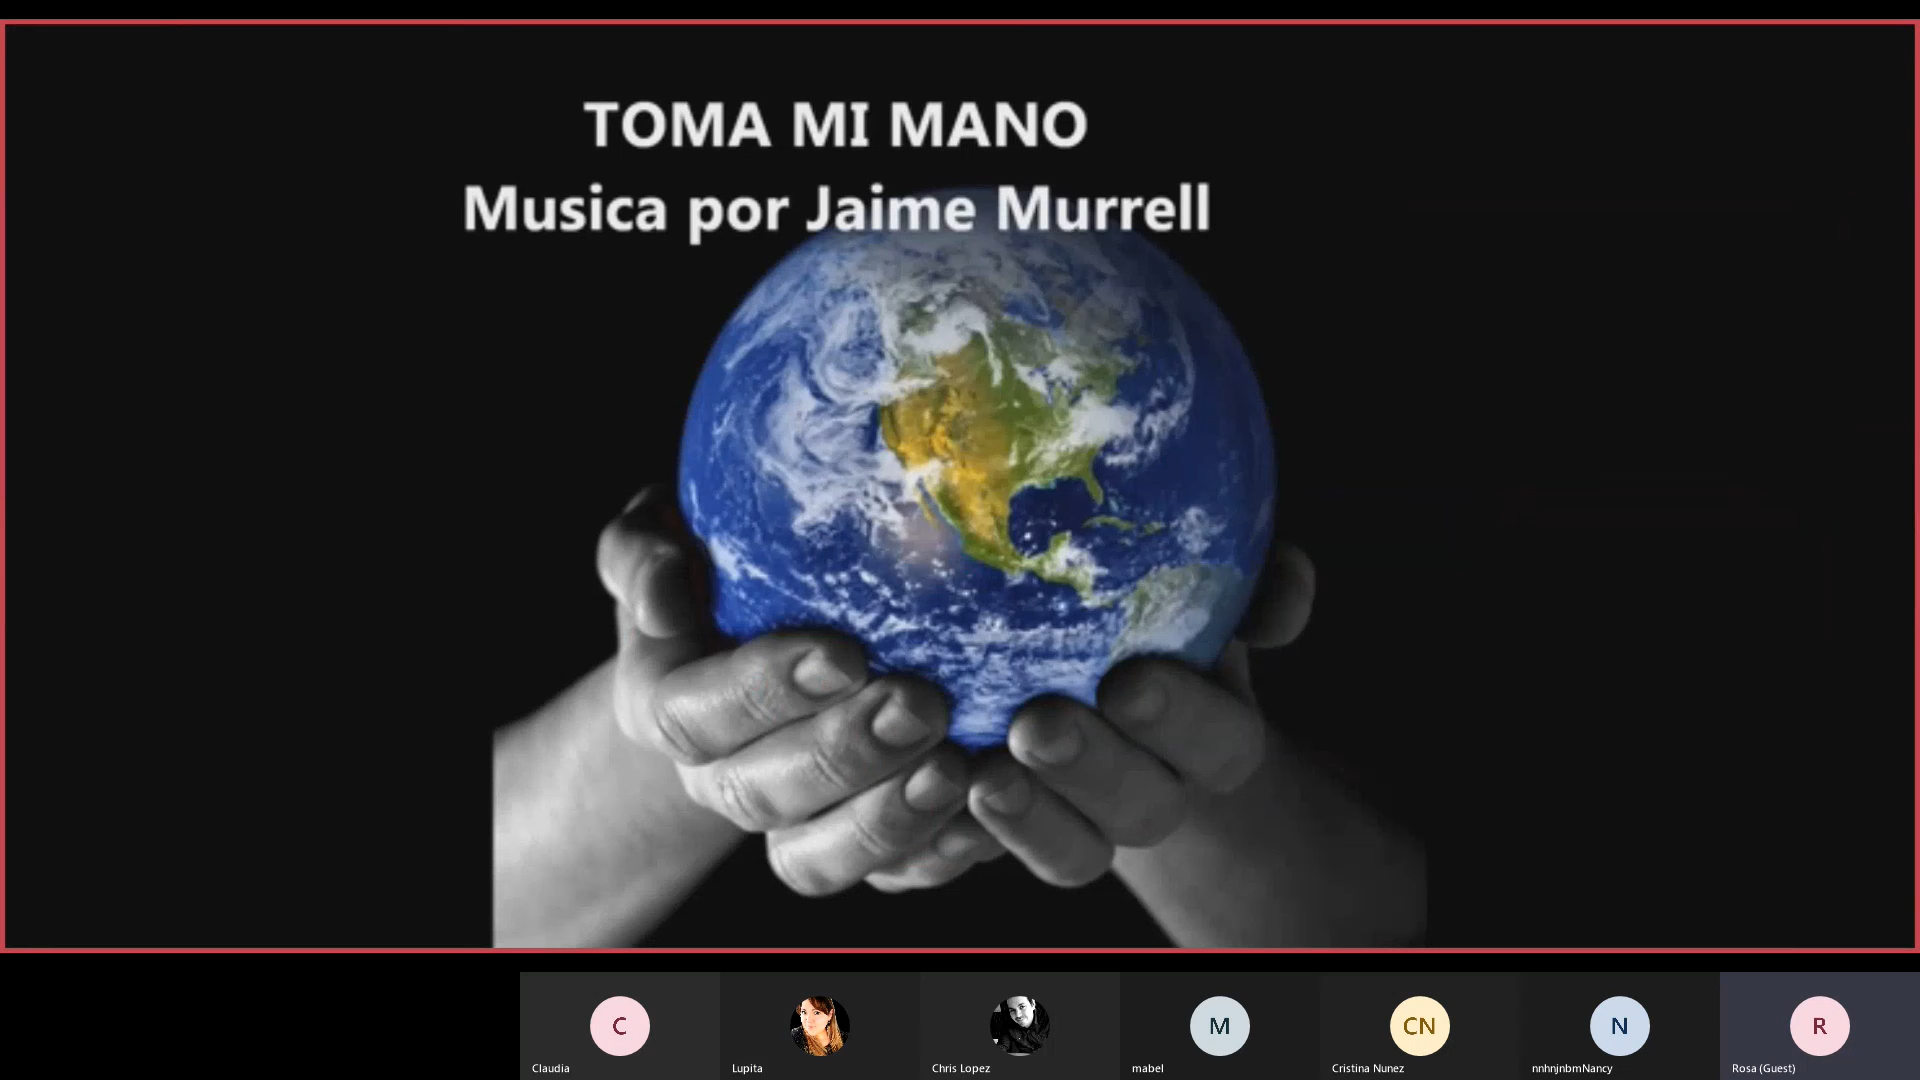 TOMA MI MANO
Musica por Jaime Murrell
C
M
CN
N
R
Claudia
Lupita
Chris Lopez
mabel
Cristina Nunez
nnhnjnbmNancy
Rosa (Guest)